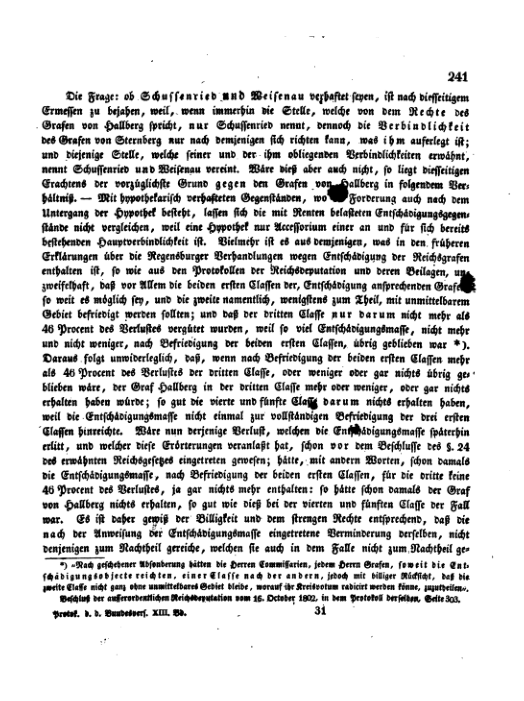 241
Die Frage: ob Schussenried und Weisenau verhaftet seyen, ist nach diesseitigem
Ermessen zu bejahen, weil, wenn immerhin die Stelle, welche von dem Rechte des
Grafen von Hallberg spricht, nur Schussenried nennt, dennoch die Verbindlichkeit
des Grafen von Sternberg nur nach demjenigen sich richten kann, was ihm auferlegt ist;
und diejenige Stelle, welche seiner und der ihm obliegenden Verbindlichkeiten erwähnt,
nennt Schussenried und Weisenau vereint. Wäre dieß aber auch nicht, so liegt diesseitigen
Erachtens der vorzüglichste Grund gegen den Grafen von Hallberg in folgendem Ver-
hältniß. — Mit hypothekarisch verhafteten Gegenständen, wo Forderung auch nach dem
Untergang der Hypothek besteht, lassen sich die mit Renten belasteten Entschädigungsgegen-
stände nicht vergleichen, weil eine Hypothek nur Accessorium einer an und für sich bereits
bestehenden Hauptverbindlichkeit ist. Vielmehr ist es aus demjenigen, was in den früheren
Erklärungen über die Regensburger Verhandlungen wegen Entschädigung der Reichsgrafen
enthalten ist, so wie aus den Protokollen der Reichsdeputation und deren Beilagen, un-
zweifelhaft, daß vor Allem die beiden ersten Classen der, Entschädigung ansprechenden Grafen
so weit es möglich sey, und die zweite namentlich, wenigstens zum Theil, mit unmittelbarem
Gebiet befriedigt werden sollten; und daß der dritten Classe nur darum nicht mehr als
46 Procent des Verlustes vergütet wurden, weil so viel Entschädigungsmasse, nicht mehr
und nicht weniger, nach Befriedigung der beiden ersten Classen, übrig geblieben war *).
Daraus folgt unwiderleglich, daß, wenn nach Befriedigung der beiden ersten Classen mehr
als 46 Procent des Verlustes der dritten Classe, oder weniger oder gar nichts übrig ge-
blieben wäre, der Graf Hallberg in der dritten Classe mehr oder weniger, oder gar nichts
erhalten haben würde; so gut die vierte und fünfte Classe darum nichts erhalten haben,
weil die Entschädigungsmasse nicht einmal zur vollständigen Befriedigung der drei ersten
Classen hinreichte. Wäre nun derjenige Verlust, welchen die Entschädigungsmasse späterhin
erlitt, und welcher diese Erörterungen veranlaßt hat, schon vor dem Beschlusse des §. 24
des erwähnten Reichsgesetzes eingetreten gewesen; hätte, mit andern Worten, schon damals
die Entschädigungsmasse, nach Befriedigung der beiden ersten Classen, für die dritte keine
46 Procent des Verlustes, ja gar nichts mehr enthalten: so hätte schon damals der Graf
von Hallberg nichts erhalten, so gut wie dieß bei der vierten und fünften Classe der Fall
war. Es ist daher gewiß der Billigkeit und dem strengen Rechte entsprechend, daß die
nach der Anweisung der Entschädigungsmasse eingetretene Verminderung derselben, nicht
denjenigen zum Nachtheil gereiche, welchen sie auch in dem Falle nicht zum Nachtheil ge-
*) »Nach geschehener Absonderung hätten die Herren Commissarien, jedem Herrn Grafen, soweit die Ent-
schädigungsobjecte reichten, einer Classe nach der andern, jedoch mit billiger Rücksicht, daß die
zweite Classe nicht ganz ohne unmittelbares Gebiet bleibe, worauf ihr Kreisvotum radicirt werden könne, zuzutheilen«.
Beschluß der außerordentlichen Reichsdeputation vom 16. October 1802, in dem Protokoll derselben, Seite 303.
Protok. d. d. Bundesvers. XIII. Bd. 31